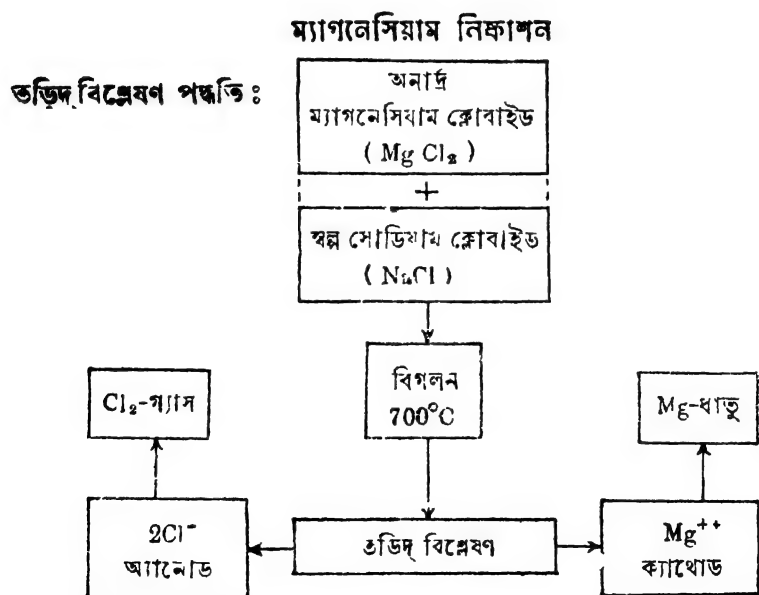 ম্যাগনেসিয়াম নিষ্কাশন
তড়িদ্ বিশ্লেষণ পদ্ধতি :
অনার্দ্র
ম্যাগনেসিয়াম ক্লোরাইড
( Mg Cl₂ )
+
স্বল্প সোডিয়াম ক্লোরাইড
( NaCl )
বিগলন
700°C
Cl₂-গ্যাস
Mg-ধাতু
2Cl⁻
অ্যানোড
তড়িদ্ বিশ্লেষণ
Mg⁺⁺
ক্যাথোড